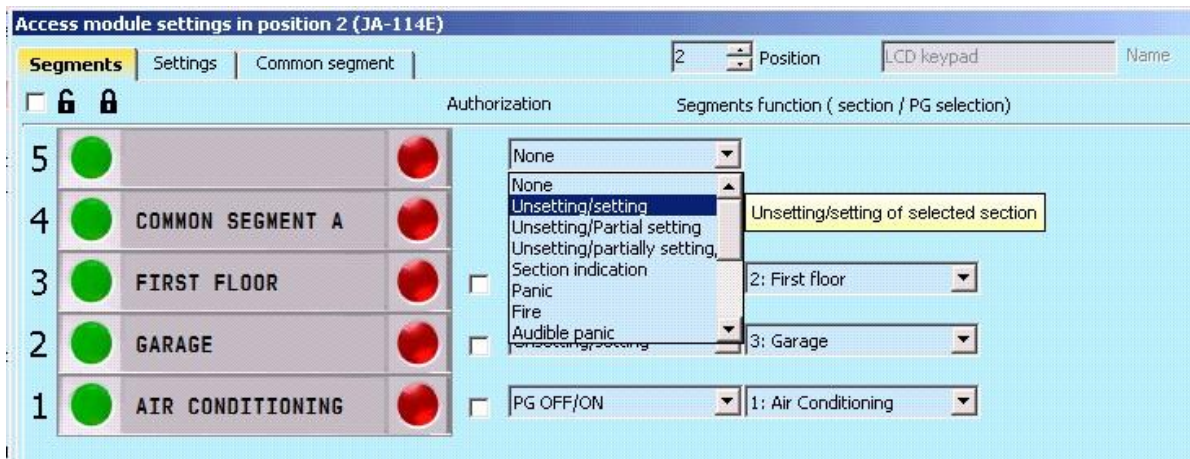 Access module settings in position 2 (JA-114E)
Segments Settings Common segment 2 Position LCD keypad Name
Authorization Segments function ( section / PG selection)
5 None
None
Unsetting/setting Unsetting/setting of selected section
4 COMMON SEGMENT A
Unsetting/Partial setting
Unsetting/partially setting,
Section indication
3 FIRST FLOOR 2: First floor
Panic
Fire
Audible panic
2 GARAGE Unsetting/setting 3: Garage
1 AIR CONDITIONING PG OFF/ON 1: Air Conditioning